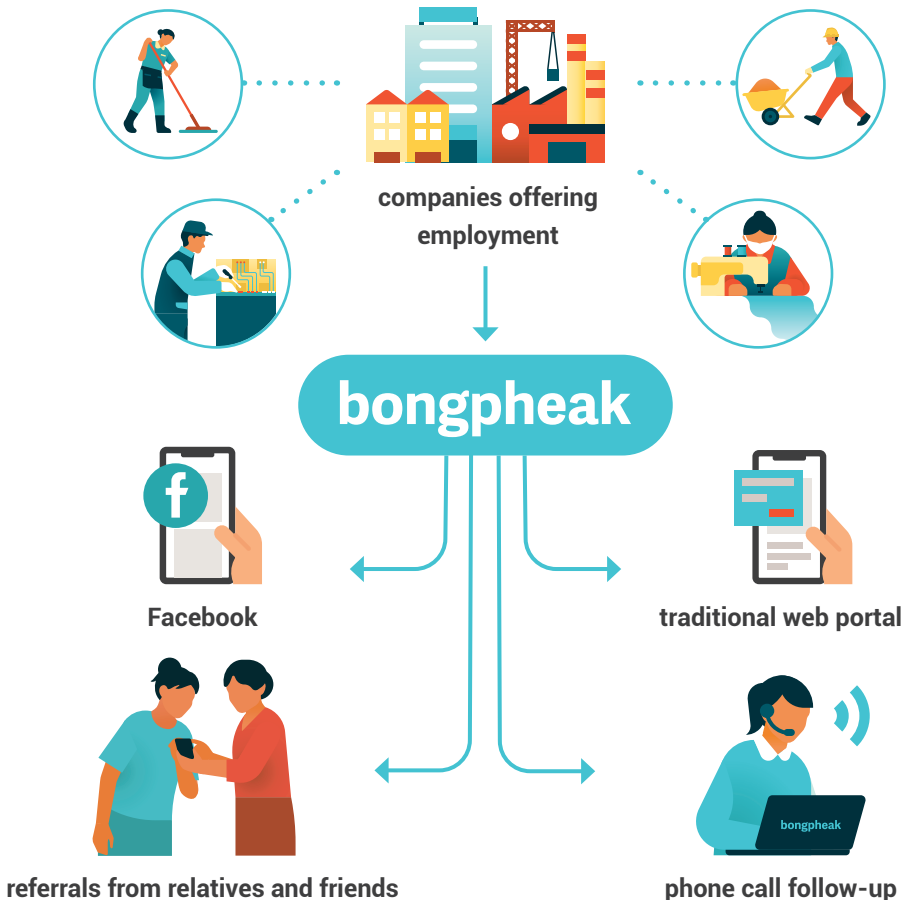 companies offering
employment
bongpheak
f
Facebook
traditional web portal
bongpheak
referrals from relatives and friends
phone call follow-up